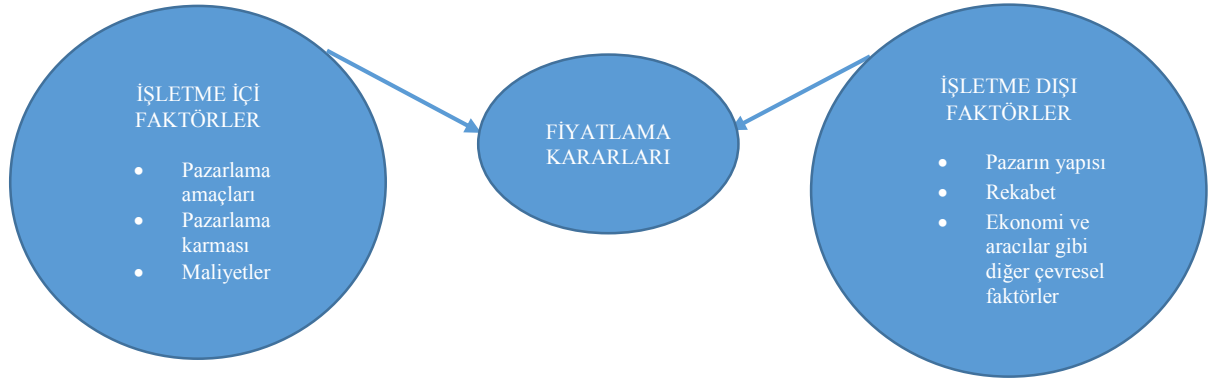 İŞLETME İÇİ
FAKTÖRLER
• Pazarlama
amaçları
• Pazarlama
karması
• Maliyetler
FİYATLAMA
KARARLARI
İŞLETME DIŞI
FAKTÖRLER
• Pazarın yapısı
• Rekabet
• Ekonomi ve
aracılar gibi
diğer çevresel
faktörler